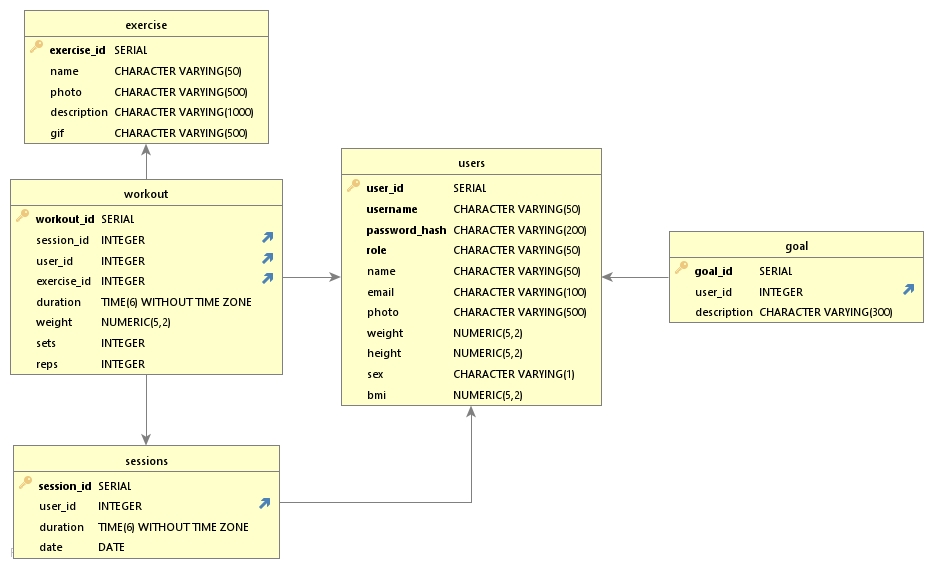 exercise
exercise_id SERIAL
name CHARACTER VARYING(50)
photo CHARACTER VARYING(500)
description CHARACTER VARYING(1000)
gif CHARACTER VARYING(500)
workout
workout_id SERIAL
session_id INTEGER
user_id INTEGER
exercise_id INTEGER
duration TIME(6) WITHOUT TIME ZONE
weight NUMERIC(5,2)
sets INTEGER
reps INTEGER
sessions
session_id SERIAL
user_id INTEGER
duration TIME(6) WITHOUT TIME ZONE
date DATE
users
user_id SERIAL
username CHARACTER VARYING(50)
password_hash CHARACTER VARYING(200)
role CHARACTER VARYING(50)
name CHARACTER VARYING(50)
email CHARACTER VARYING(100)
photo CHARACTER VARYING(500)
weight NUMERIC(5,2)
height NUMERIC(5,2)
sex CHARACTER VARYING(1)
bmi NUMERIC(5,2)
goal
goal_id SERIAL
user_id INTEGER
description CHARACTER VARYING(300)